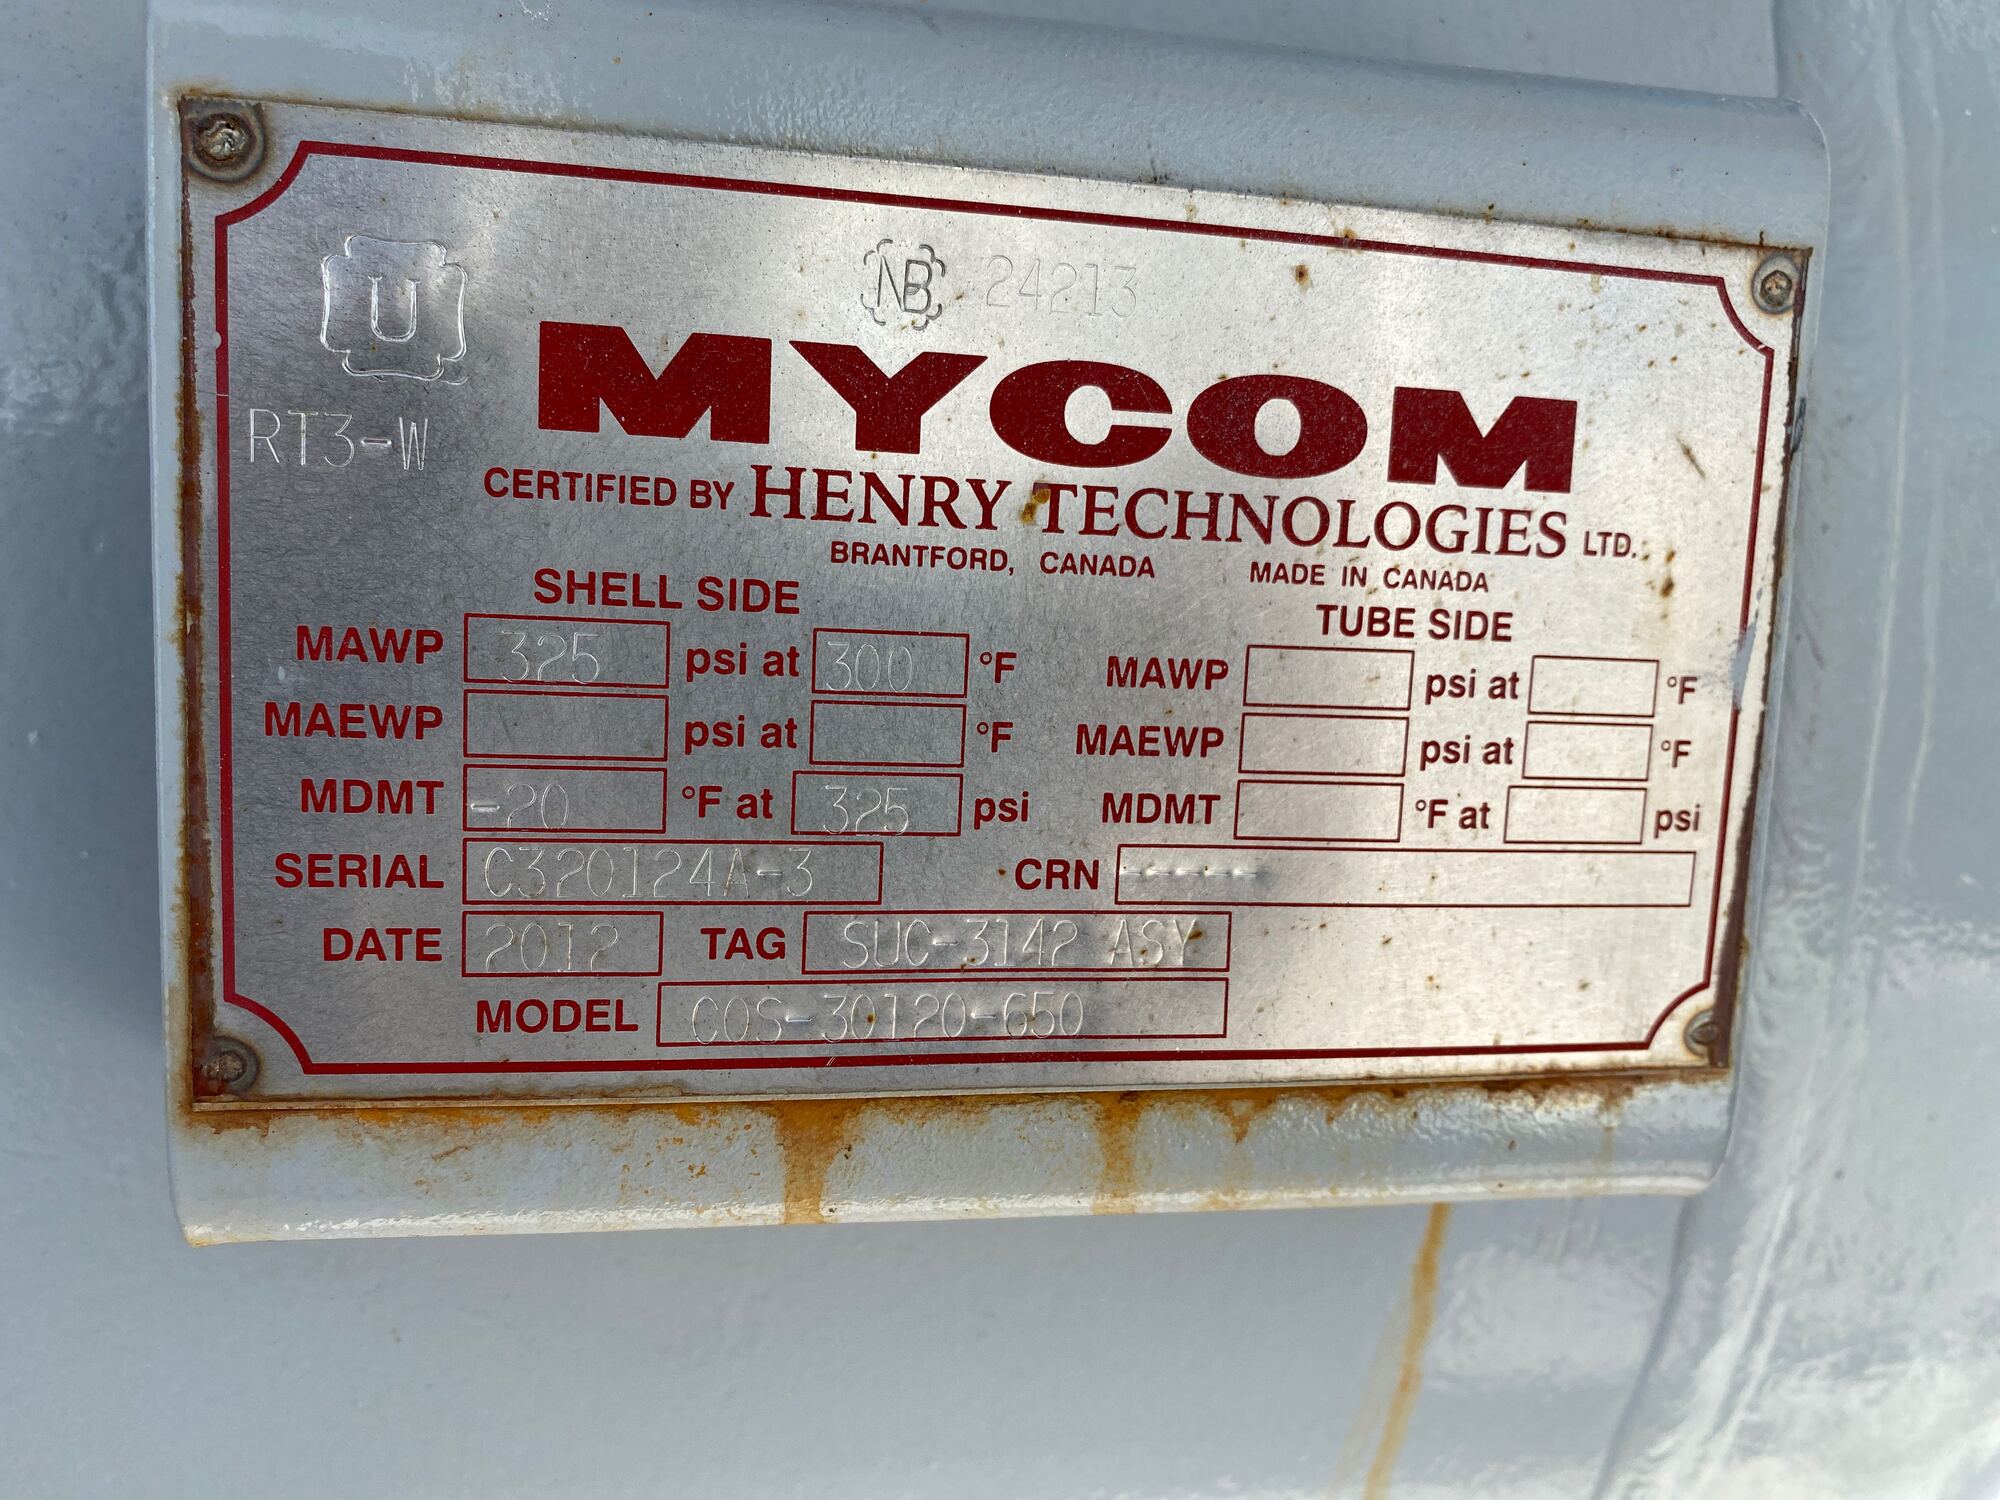 U
NB 24213
MYCOM
RT3-W
CERTIFIED BY HENRY TECHNOLOGIES LTD.
BRANTFORD, CANADA MADE IN CANADA
SHELL SIDE
TUBE SIDE
MAWP 325 psi at 300 °F MAWP psi at °F
MAEWP psi at °F MAEWP psi at °F
MDMT -20 °F at 325 psi MDMT °F at psi
SERIAL C320124A-3 CRN -----
DATE 2012 TAG SUC-3142 ASY
MODEL COS-30120-650